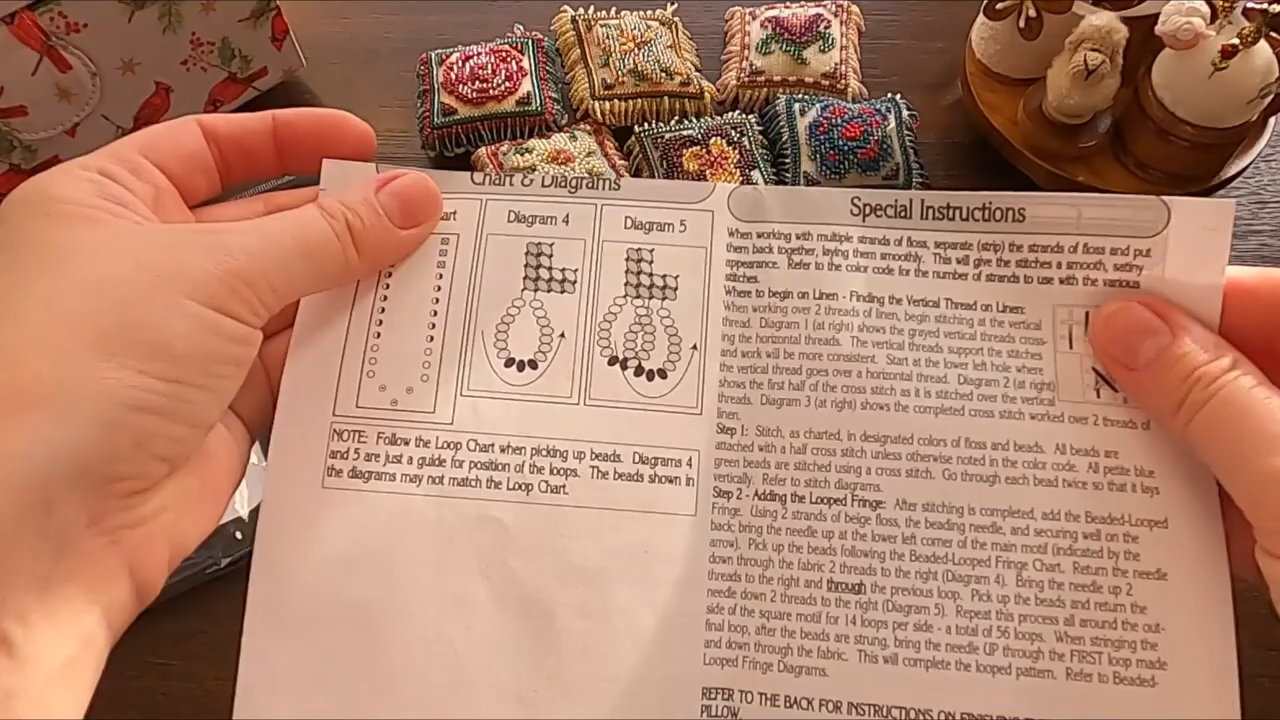 Chart & Diagrams
art
Diagram 4
Diagram 5
NOTE: Follow the Loop Chart when picking up beads. Diagrams 4
and 5 are just a guide for position of the loops. The beads shown in
the diagrams may not match the Loop Chart.
Special Instructions
When working with multiple strands of floss, separate (strip) the strands of floss and put
them back together, laying them smoothly. This will give the stitches a smooth, satiny
appearance. Refer to the color code for the number of strands to use with the various
stitches.
Where to begin on Linen - Finding the Vertical Thread on Linen:
When working over 2 threads of linen, begin stitching at the vertical
thread. Diagram 1 (at right) shows the grayed vertical threads cross-
ing the horizontal threads. The vertical threads support the stitches
and work will be more consistent. Start at the lower left hole where
the vertical thread goes over a horizontal thread. Diagram 2 (at right)
shows the first half of the cross stitch as it is stitched over the vertical
threads. Diagram 3 (at right) shows the completed cross stitch worked over 2 threads of
linen.
Step 1: Stitch, as charted, in designated colors of floss and beads. All beads are
attached with a half cross stitch unless otherwise noted in the color code. All petite blue
green beads are stitched using a cross stitch. Go through each bead twice so that it lays
vertically. Refer to stitch diagrams.
Step 2 - Adding the Looped Fringe: After stitching is completed, add the Beaded-Looped
Fringe. Using 2 strands of beige floss, the beading needle, and securing well on the
back; bring the needle up at the lower left corner of the main motif (indicated by the
arrow). Pick up the beads following the Beaded-Looped Fringe Chart. Return the needle
down through the fabric 2 threads to the right (Diagram 4). Bring the needle up 2
threads to the right and through the previous loop. Pick up the beads and return the
needle down 2 threads to the right (Diagram 5). Repeat this process all around the out-
side of the square motif for 14 loops per side - a total of 56 loops. When stringing the
final loop, after the beads are strung, bring the needle UP through the FIRST loop made
and down through the fabric. This will complete the looped pattern. Refer to Beaded-
Looped Fringe Diagrams.
REFER TO THE BACK FOR INSTRUCTIONS ON
PILLOW.